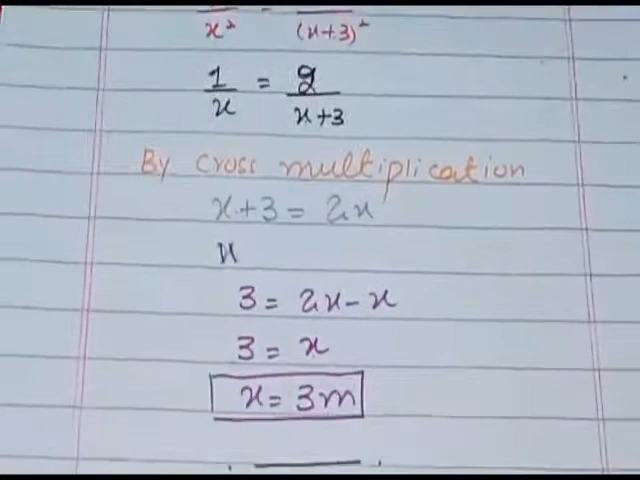 x² = (x+3)²
1/x = 2/x+3
By cross multiplication
x+3 = 2x
x
3 = 2x - x
3 = x
x = 3m